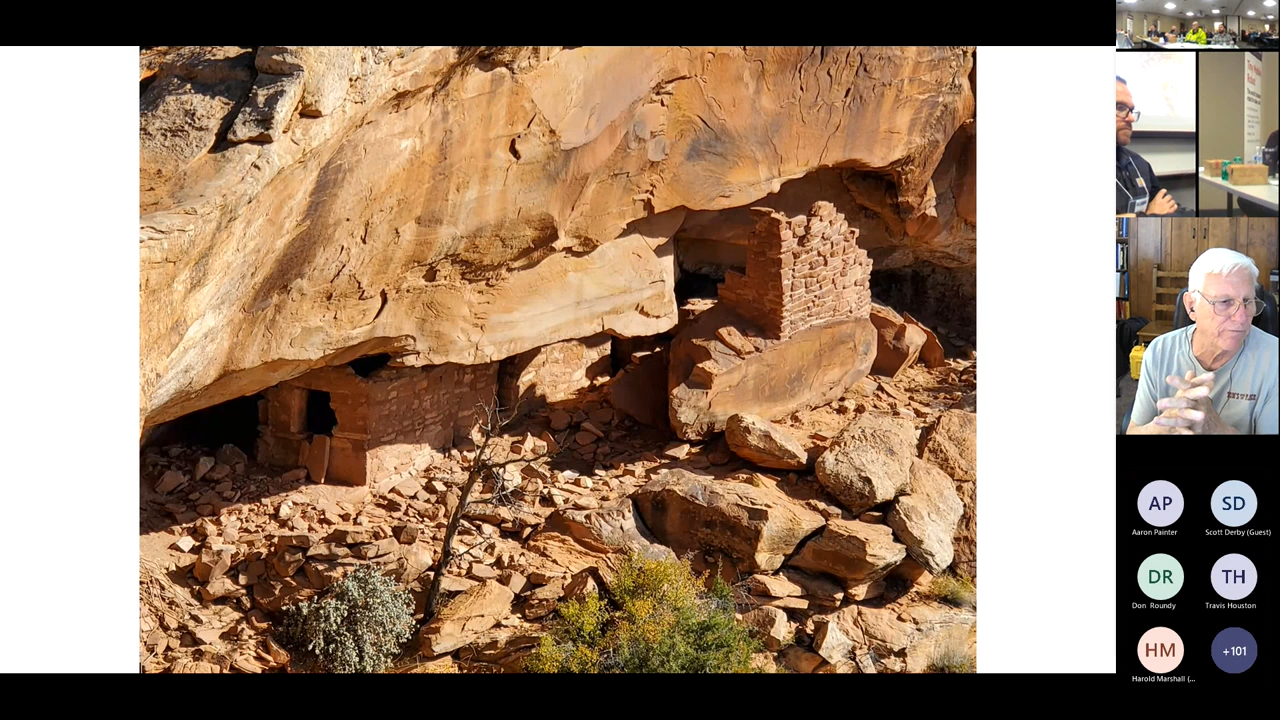 AP
SD
Aaron Painter
Scott Derby (Guest)
DR
TH
Don Roundy
Travis Houston
HM
+101
Harold Marshall (...